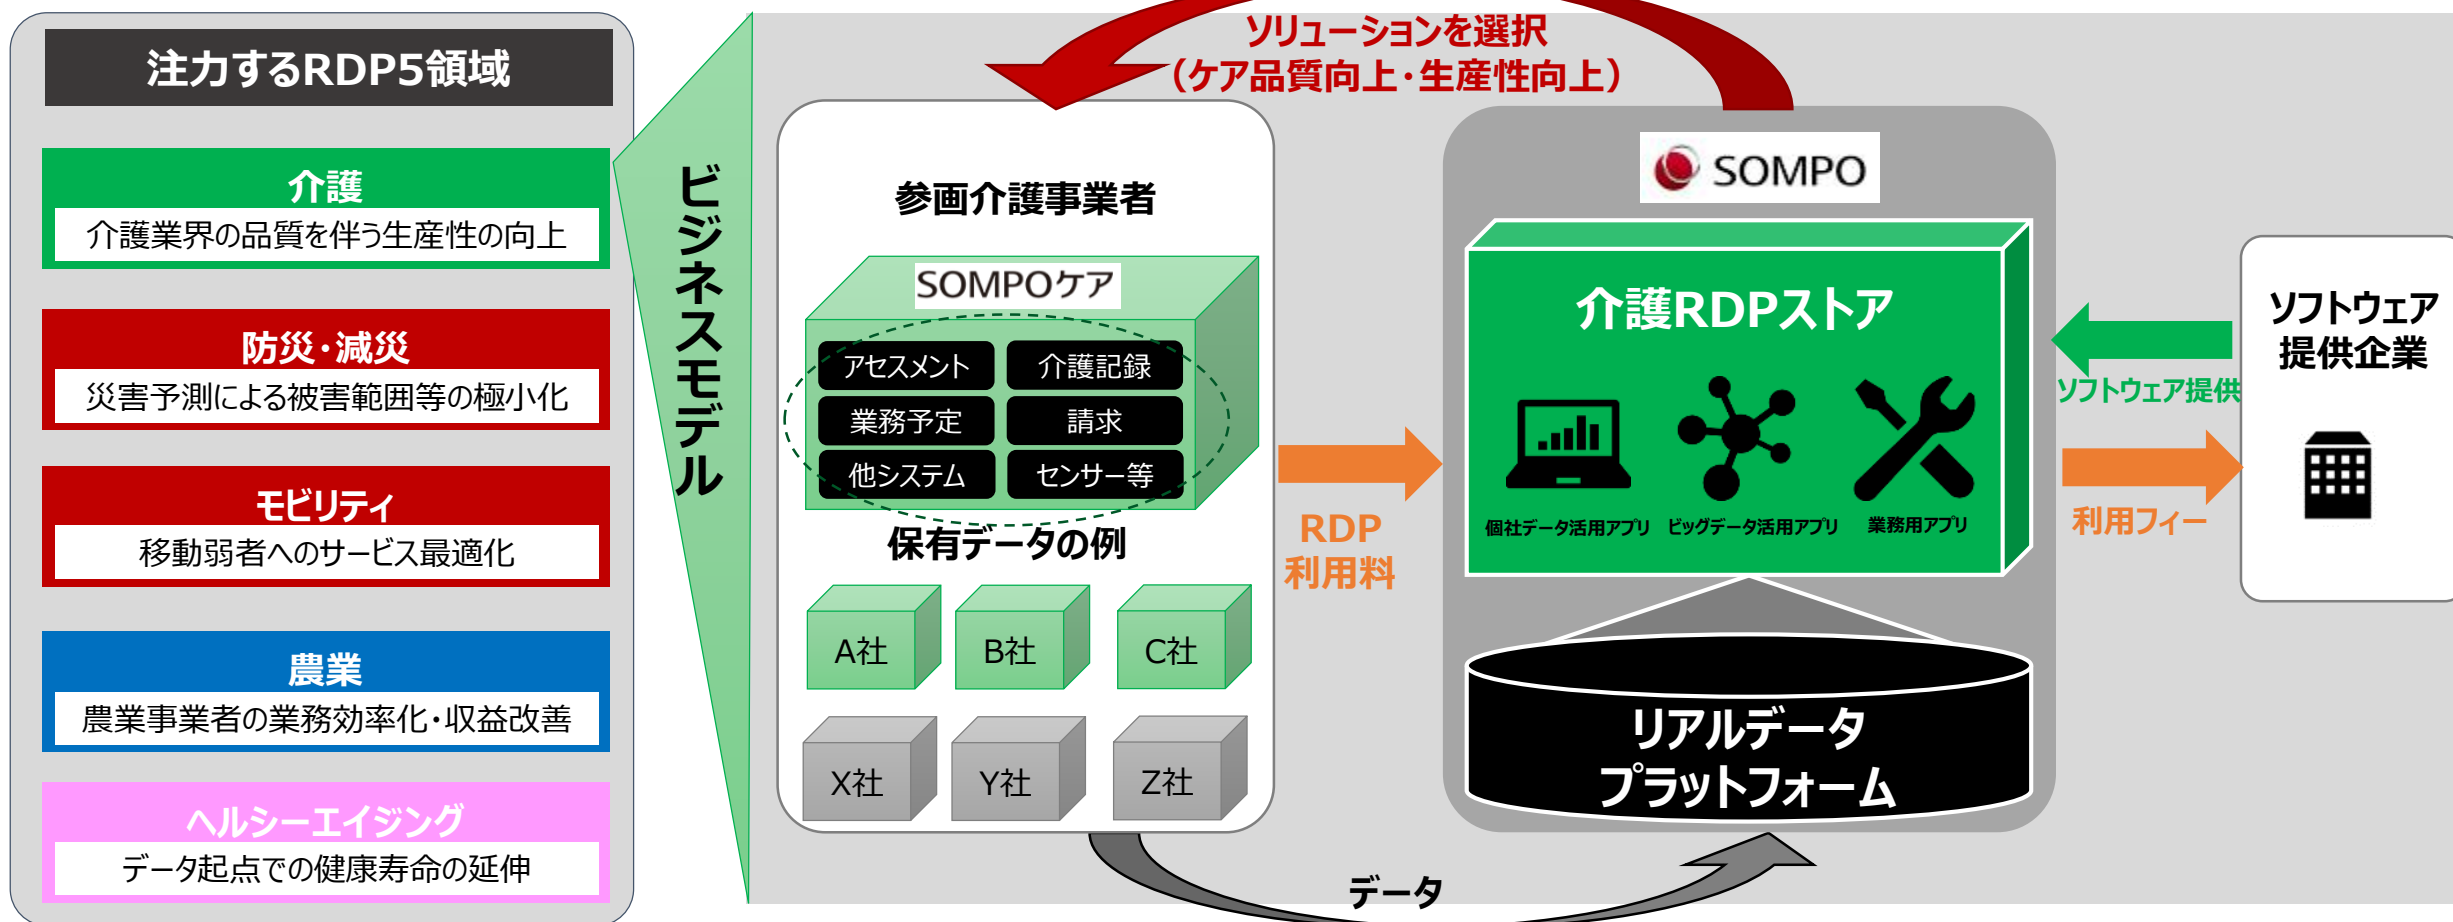 注力するRDP5領域
介護
介護業界の品質を伴う生産性の向上
防災・減災
災害予測による被害範囲等の極小化
モビリティ
移動弱者へのサービス最適化
農業
農業事業者の業務効率化・収益改善
ヘルシーエイジング
データ起点での健康寿命の延伸
ビジネスモデル
ソリューションを選択
（ケア品質向上・生産性向上）
参画介護事業者
SOMPOケア
アセスメント
介護記録
業務予定
請求
他システム
センサー等
保有データの例
A社
B社
C社
X社
Y社
Z社
RDP
利用料
SOMPO
介護RDPストア
個社データ活用アプリ
ビッグデータ活用アプリ
業務用アプリ
リアルデータ
プラットフォーム
データ
ソフトウェア提供
利用フィー
ソフトウェア
提供企業